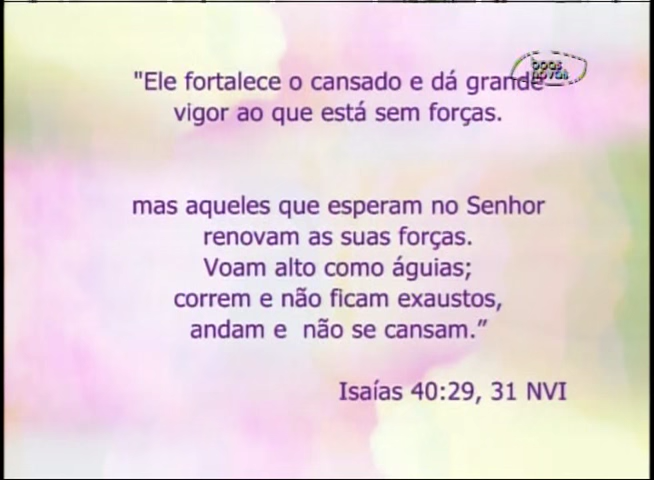 boas
novas
"Ele fortalece o cansado e dá grande
vigor ao que está sem forças.
mas aqueles que esperam no Senhor
renovam as suas forças.
Voam alto como águias;
correm e não ficam exaustos,
andam e não se cansam.”
Isaías 40:29, 31 NVI